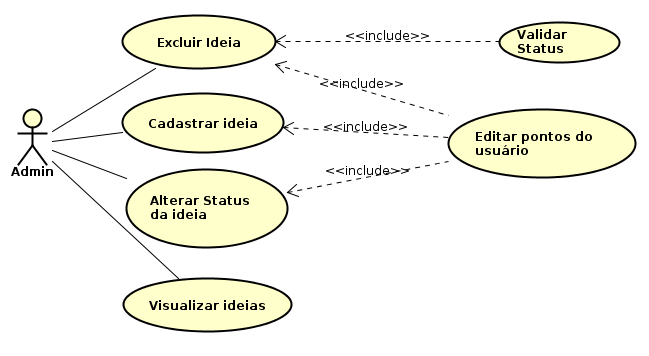 Excluir Ideia
<<include>>
Validar
Status
<<include>>
Cadastrar ideia
<<include>>
Editar pontos do
usuário
Admin
<<include>>
Alterar Status
da ideia
Visualizar ideias